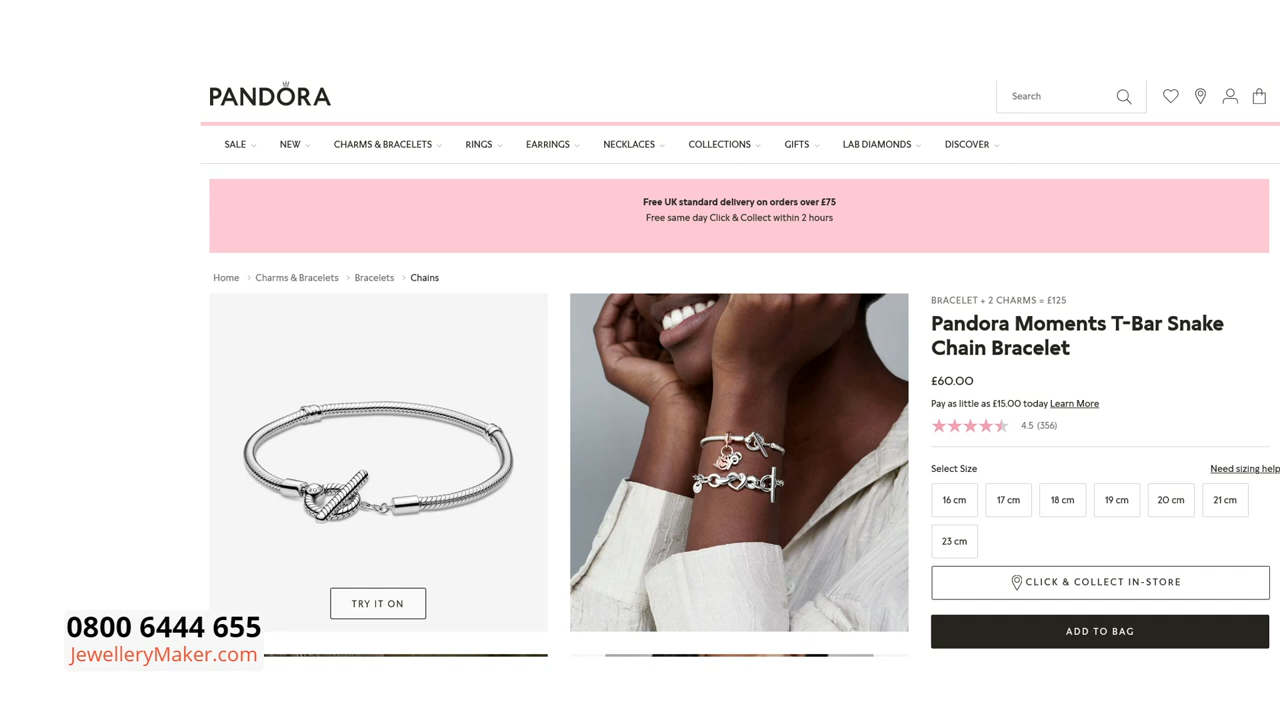 PANDORA
Search
SALE
NEW
CHARMS & BRACELETS
RINGS
EARRINGS
NECKLACES
COLLECTIONS
GIFTS
LAB DIAMONDS
DISCOVER
Free UK standard delivery on orders over £75
Free same day Click & Collect within 2 hours
Home > Charms & Bracelets > Bracelets > Chains
BRACELET + 2 CHARMS = £125
Pandora Moments T-Bar Snake
Chain Bracelet
£60.00
Pay as little as £15.00 today Learn More
4.5 (356)
Select Size
Need sizing help
16 cm
17 cm
18 cm
19 cm
20 cm
21 cm
23 cm
CLICK & COLLECT IN-STORE
ADD TO BAG
TRY IT ON
0800 6444 655
JewelleryMaker.com